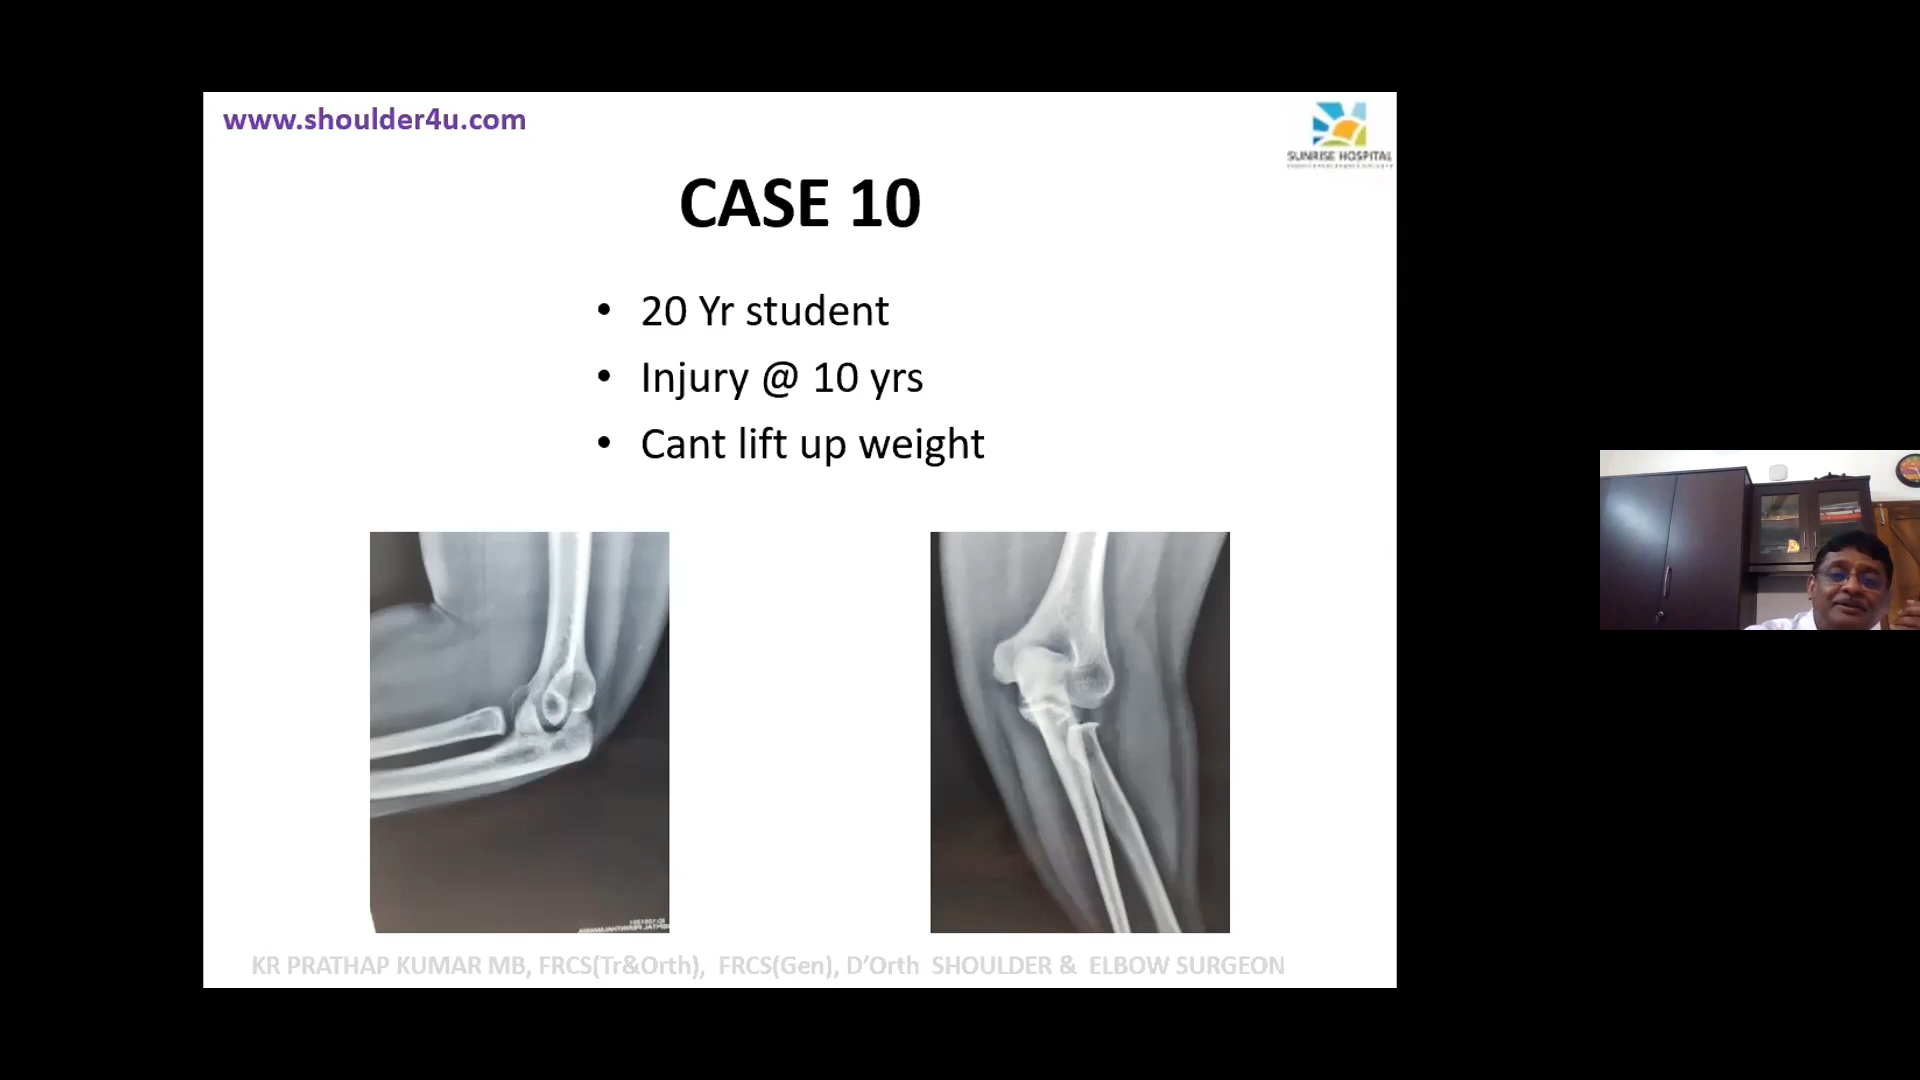 www.shoulder4u.com
SUNRISE HOSPITAL
CASE 10
• 20 Yr student
• Injury @ 10 yrs
• Cant lift up weight
KR PRATHAP KUMAR MB, FRCS(Tr&Orth), FRCS(Gen), D’Orth SHOULDER & ELBOW SURGEON